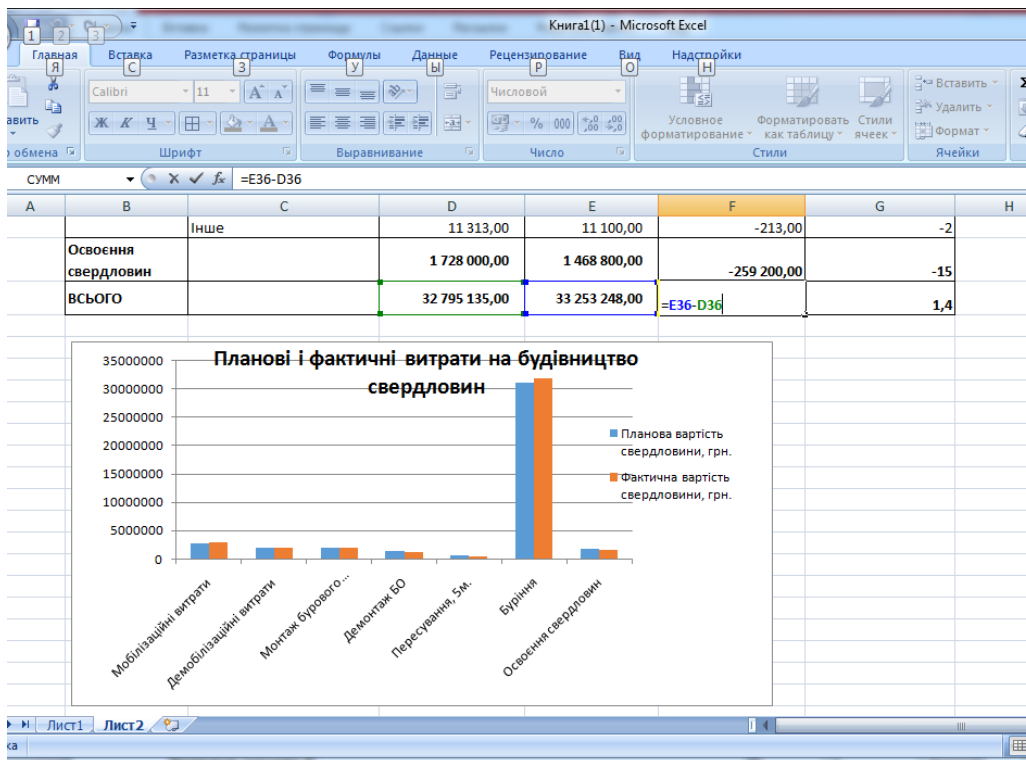 Книга1(1) - Microsoft Excel
1 2 3
Главная Вставка Разметка страницы Формулы Данные Рецензирование Вид Надстройки
Я С З У Ы Р О Н
Calibri 11 Числовой
Ж К Ч % 000
Вставить
Удалить
Формат
Условное форматирование
Форматировать как таблицу
Стили ячеек
о обмена Шрифт Выравнивание Число Стили Ячейки
СУММ =E36-D36
A B C D E F G H
Інше 11 313,00 11 100,00 -213,00 -2
Освоєння
свердловин 1 728 000,00 1 468 800,00 -259 200,00 -15
ВСЬОГО 32 795 135,00 33 253 248,00 =E36-D36 1,4
Планові і фактичні витрати на будівництво
свердловин
35000000
30000000
25000000
20000000
15000000
10000000
5000000
0
Планова вартість
свердловини, грн.
Фактична вартість
свердловини, грн.
Мобілізаційні витрати
Демобілізаційні витрати
Монтаж бурового...
Демонтаж БО
Пересування, 5м.
Буріння
Освоєння свердловин
Лист1 Лист2